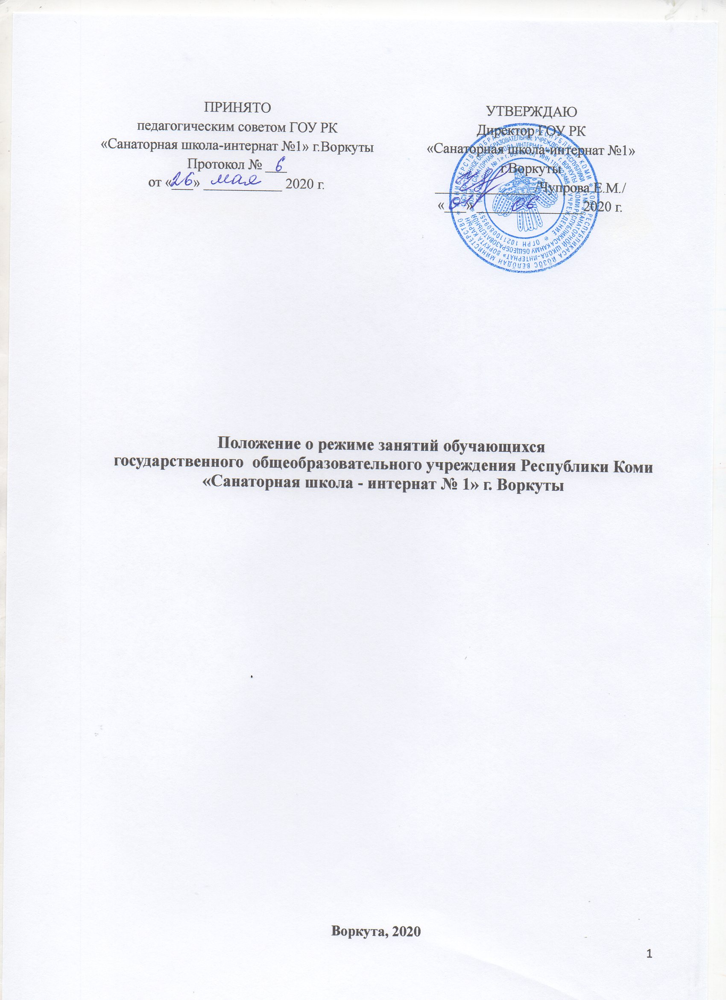 ПРИНЯТО
педагогическим советом ГОУ РК
«Санаторная школа-интернат №1» г.Воркуты
Протокол № 6
от «26» мая 2020 г.
УТВЕРЖДАЮ
Директор ГОУ РК
«Санаторная школа-интернат №1»
г.Воркуты
/Чупрова Е.М./
«01» 06 2020 г.
Положение о режиме занятий обучающихся
государственного общеобразовательного учреждения Республики Коми
«Санаторная школа - интернат № 1» г. Воркуты
Воркута, 2020
1